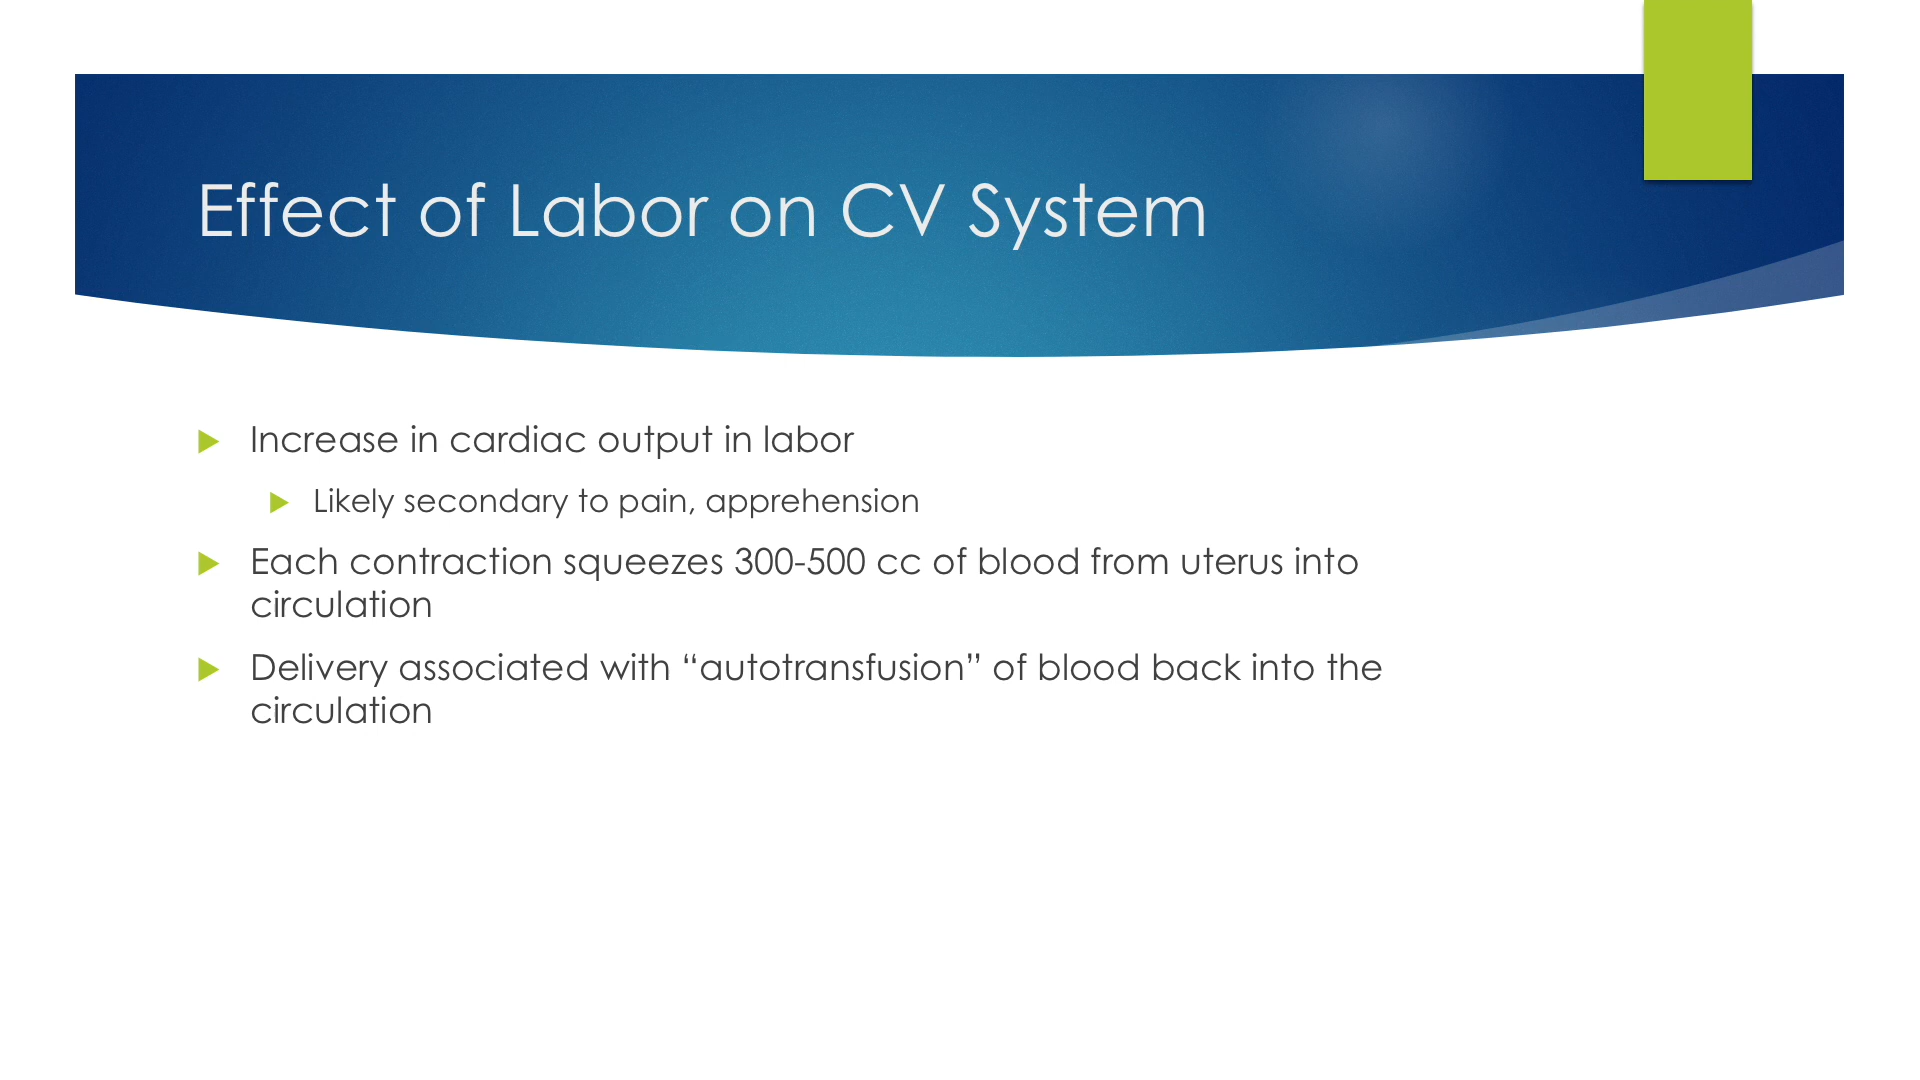 Effect of Labor on CV System
Increase in cardiac output in labor
Likely secondary to pain, apprehension
Each contraction squeezes 300-500 cc of blood from uterus into
circulation
Delivery associated with “autotransfusion” of blood back into the
circulation